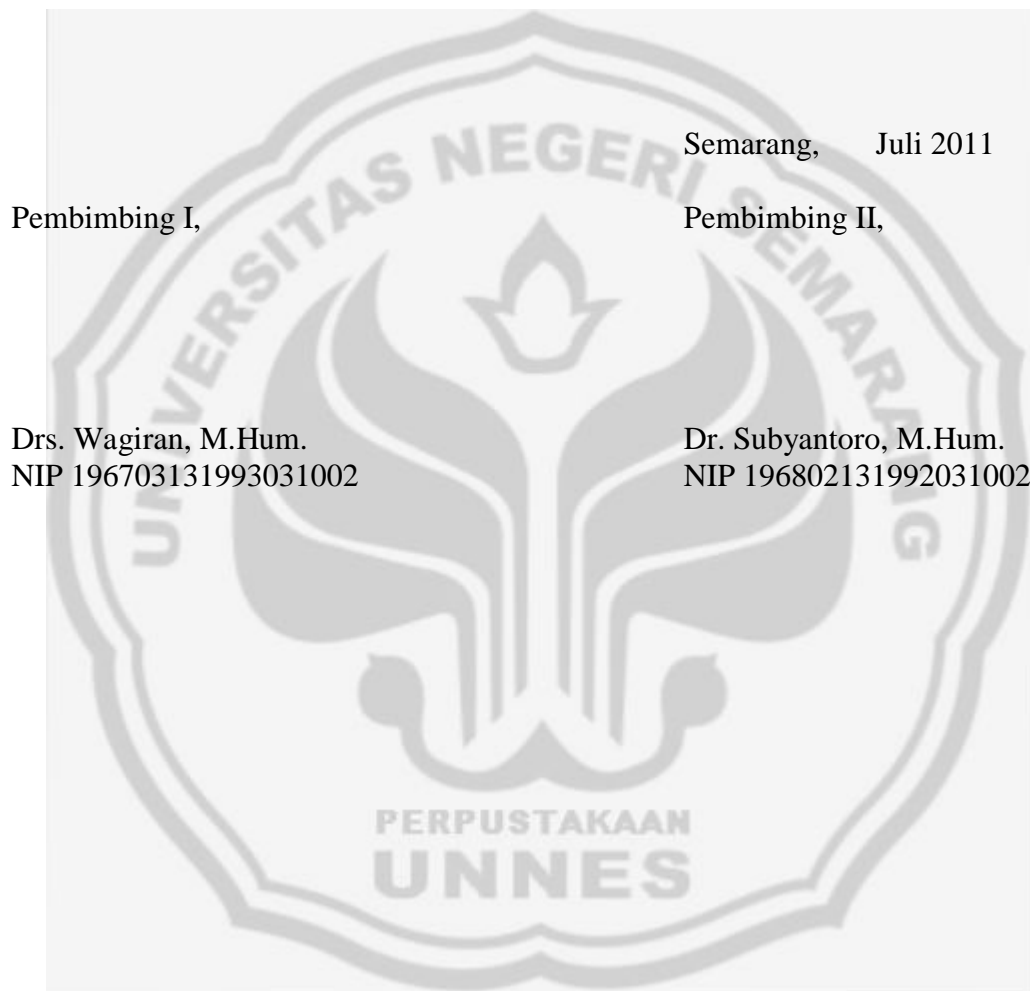 Semarang, Juli 2011
Pembimbing I, Pembimbing II,
Drs. Wagiran, M.Hum. Dr. Subyantoro, M.Hum.
NIP 196703131993031002 NIP 196802131992031002
UNIVERSITAS NEGERI SEMARANG
PERPUSTAKAAN
UNNES